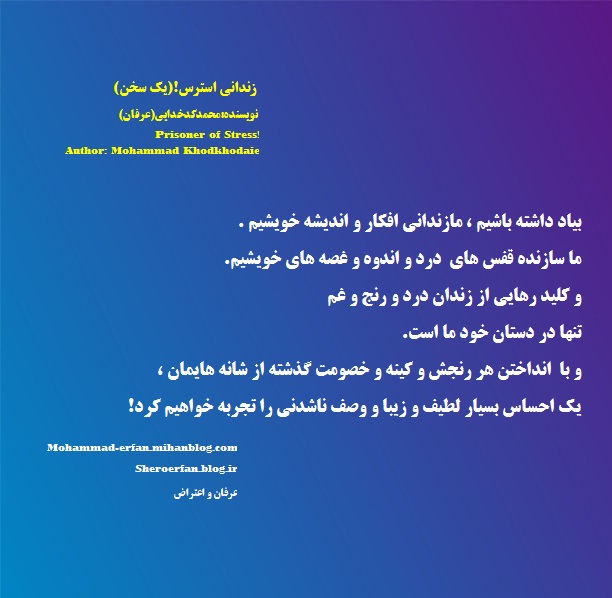 زندانی استرس!(یک سخن)
نویسنده:محمدکدخدایی(عرفان)
Prisoner of Stress!
Author: Mohammad Khodkhodaie
بیاد داشته باشیم ، مازندانی افکار و اندیشه خویشیم .
ما سازنده قفس های درد و اندوه و غصه های خویشیم.
و کلید رهایی از زندان درد و رنج و غم
تنها در دستان خود ما است.
و با انداختن هر رنجش و کینه و خصومت گذشته از شانه هایمان ،
یک احساس بسیار لطیف و زیبا و وصف ناشدنی را تجربه خواهیم کرد!
Mohammad-erfan.mihanblog.com
Sheroerfan.blog.ir
عرفان و اعتراض